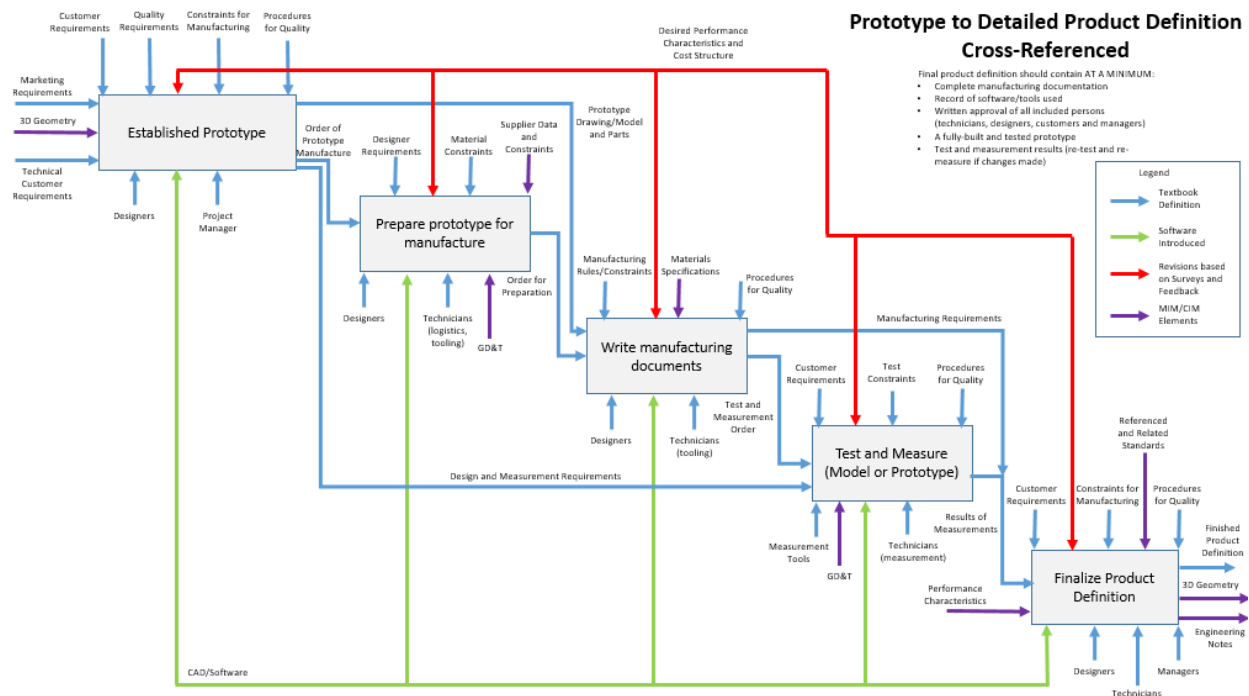 Prototype to Detailed Product Definition
Cross-Referenced
Final product definition should contain AT A MINIMUM:
• Complete manufacturing documentation
• Record of software/tools used
• Written approval of all included persons
(technicians, designers, customers and managers)
• A fully-built and tested prototype
• Test and measurement results (re-test and re-
measure if changes made)
Legend
Textbook
Definition
Software
Introduced
Revisions based
on Surveys and
Feedback
MIM/CIM
Elements
Customer
Requirements
Quality
Requirements
Constraints for
Manufacturing
Procedures
for Quality
Desired Performance
Characteristics and
Cost Structure
Marketing
Requirements
3D Geometry
Technical
Customer
Requirements
Established Prototype
Designers
Project
Manager
Order of
Prototype
Manufacture
Prototype
Drawing/Model
and Parts
Designer
Requirements
Material
Constraints
Supplier Data
and
Constraints
Prepare prototype for
manufacture
Designers
Technicians
(logistics,
tooling)
GD&T
Order for
Preparation
Manufacturing
Rules/Constraints
Materials
Specifications
Procedures
for Quality
Write manufacturing
documents
Manufacturing Requirements
Designers
Technicians
(tooling)
Test and
Measurement
Order
Design and Measurement Requirements
Customer
Requirements
Test
Constraints
Procedures
for Quality
Test and Measure
(Model or Prototype)
Measurement
Tools
GD&T
Technicians
(measurement)
Results of
Measurements
Customer
Requirements
Constraints for
Manufacturing
Referenced
and Related
Standards
Procedures
for Quality
Performance
Characteristics
Finalize Product
Definition
Finished
Product
Definition
3D Geometry
Engineering
Notes
Designers
Technicians
Managers
CAD/Software